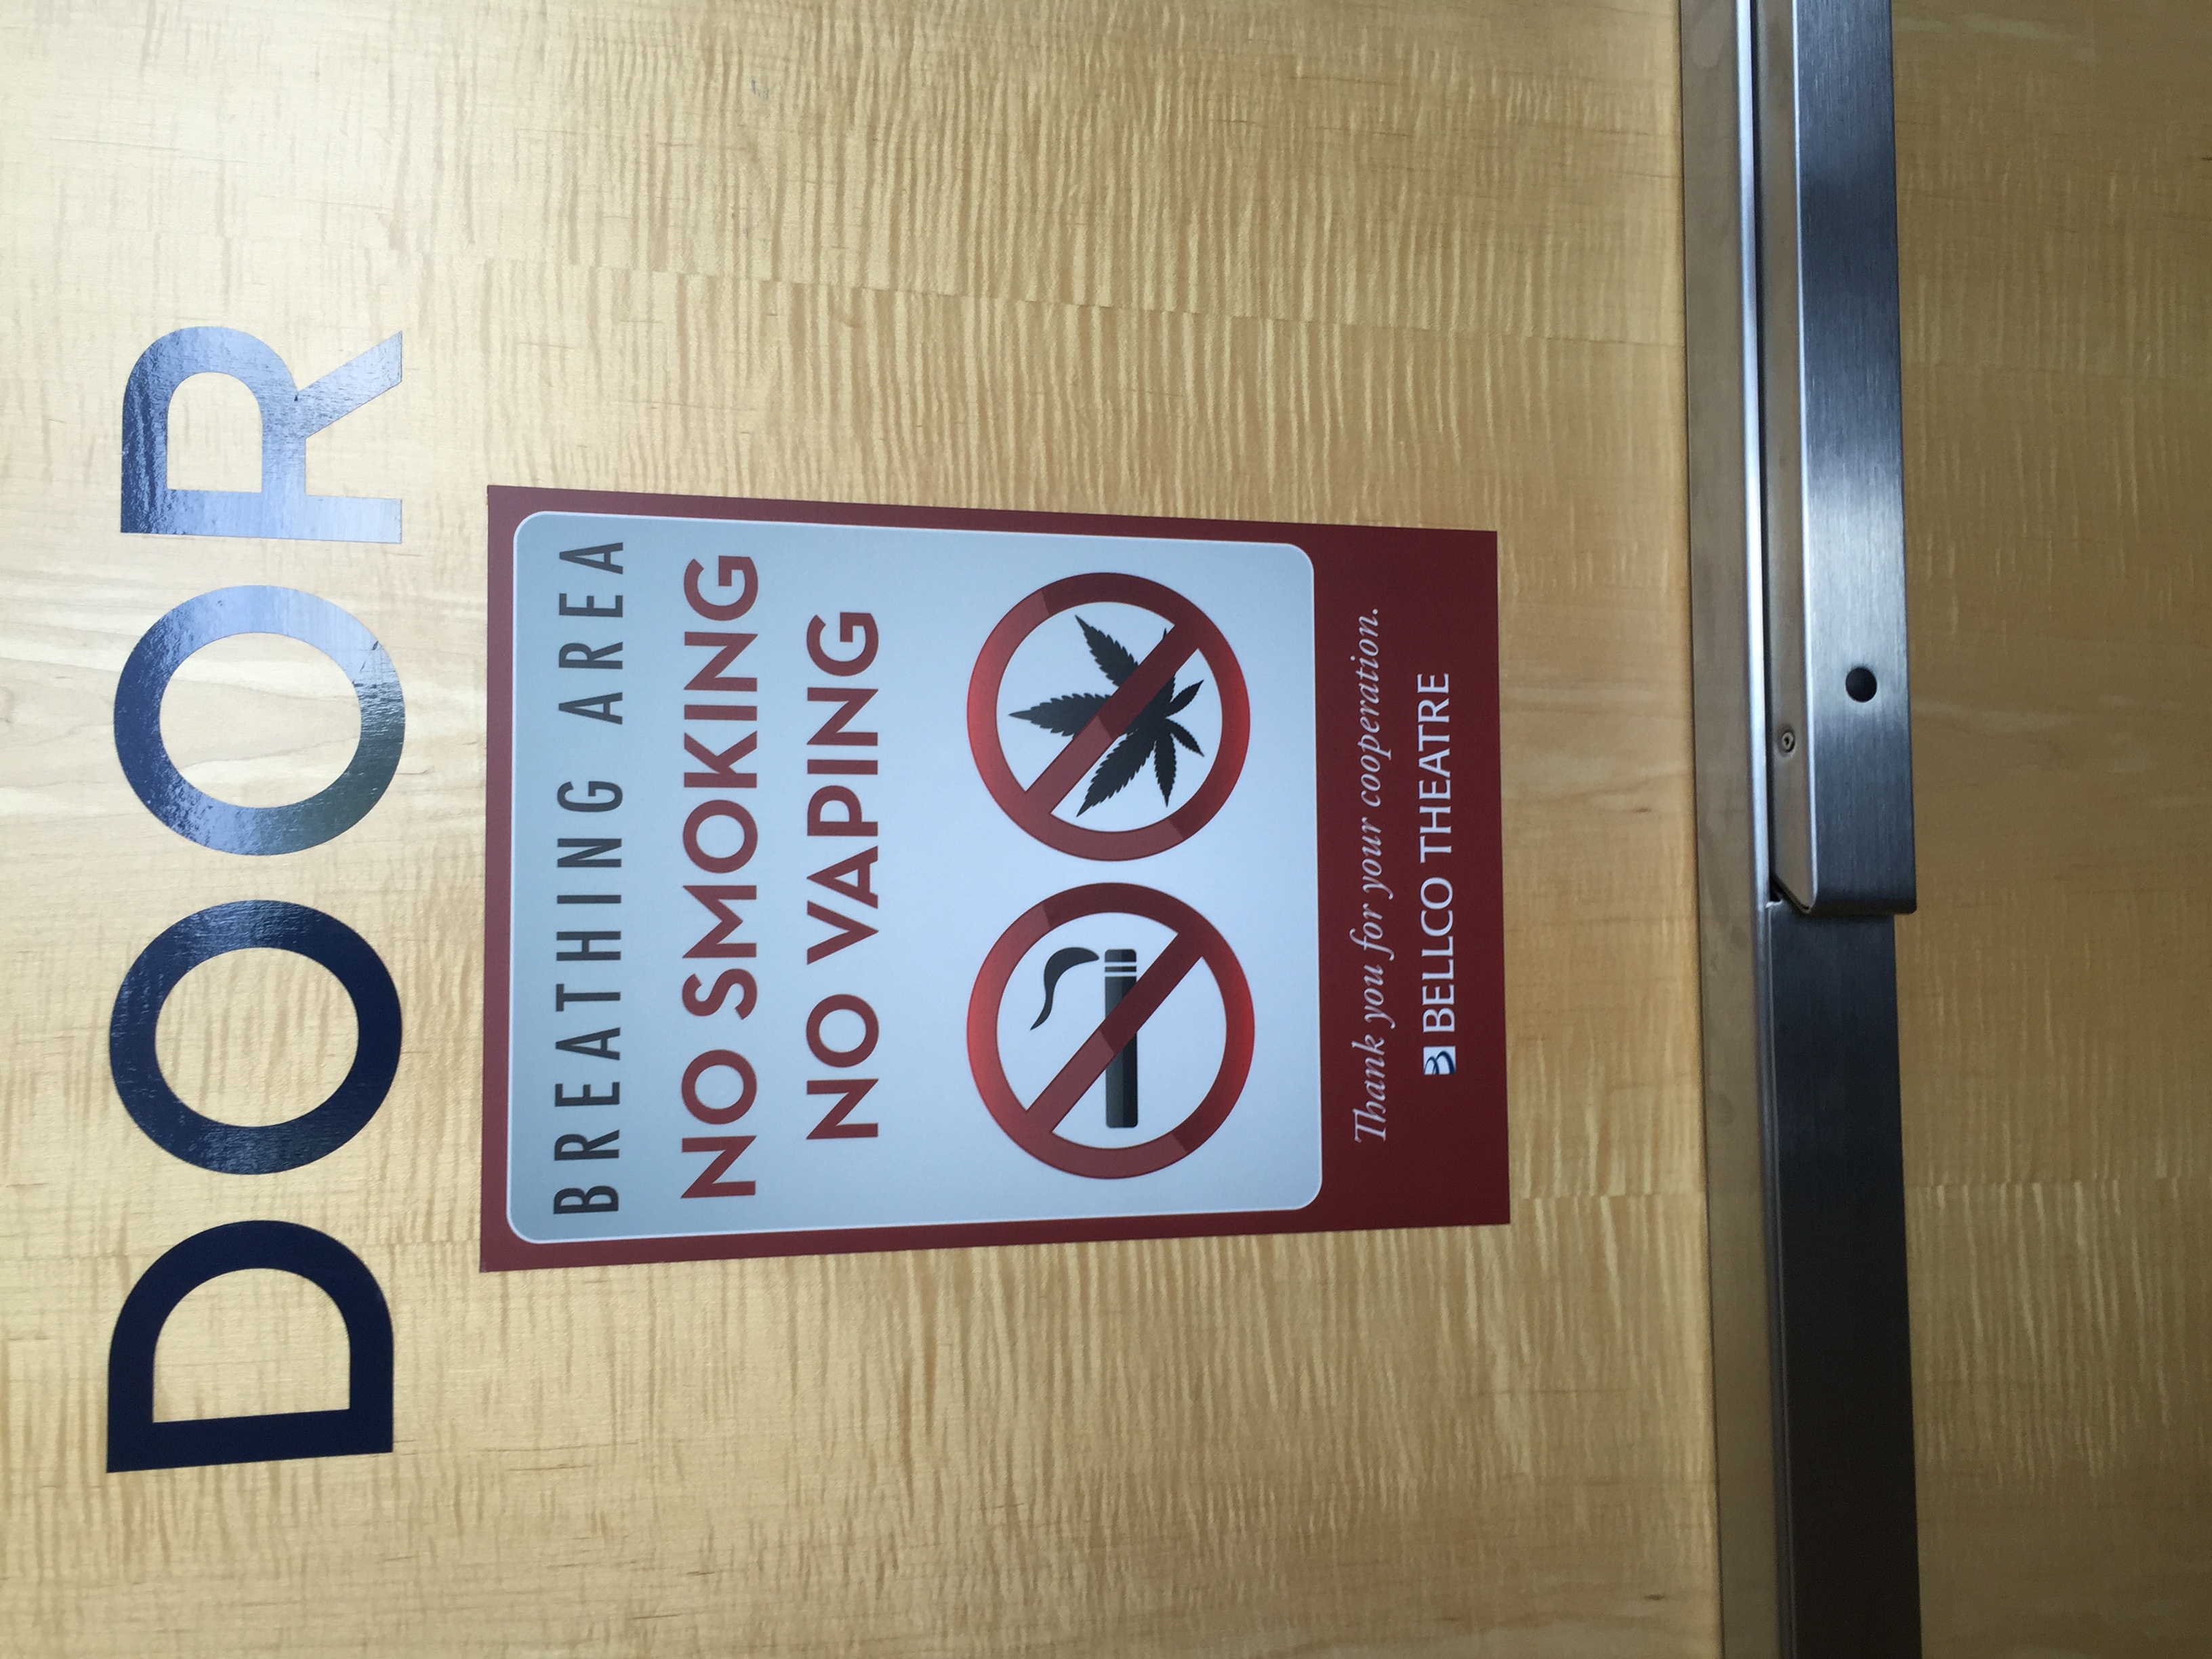 DOOR
BREATHING AREA
NO SMOKING
NO VAPING
Thank you for your cooperation.
BELLCO THEATRE